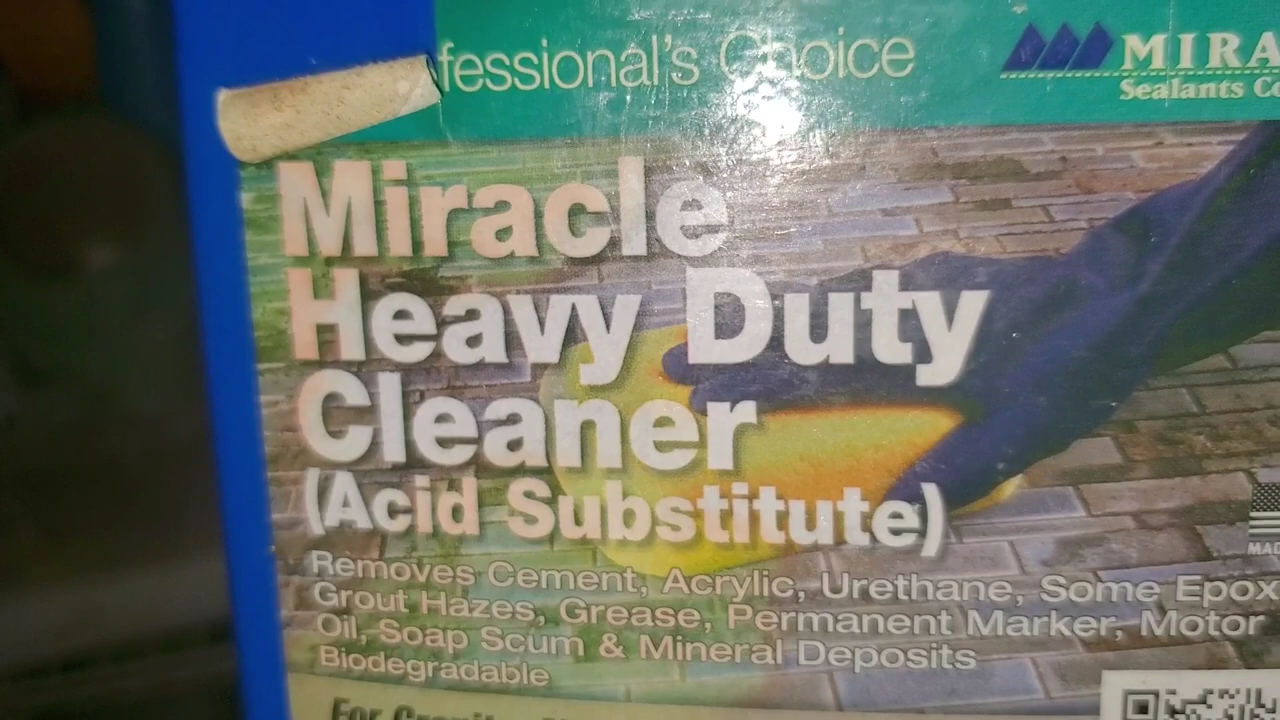 fessional's Choice
MIRA
Sealants Co
Miracle
Heavy Duty
Cleaner
(Acid Substitute)
Removes Cement, Acrylic, Urethane, Some Epox
Grout Hazes, Grease, Permanent Marker, Motor
Oil, Soap Scum & Mineral Deposits
Biodegradable
For